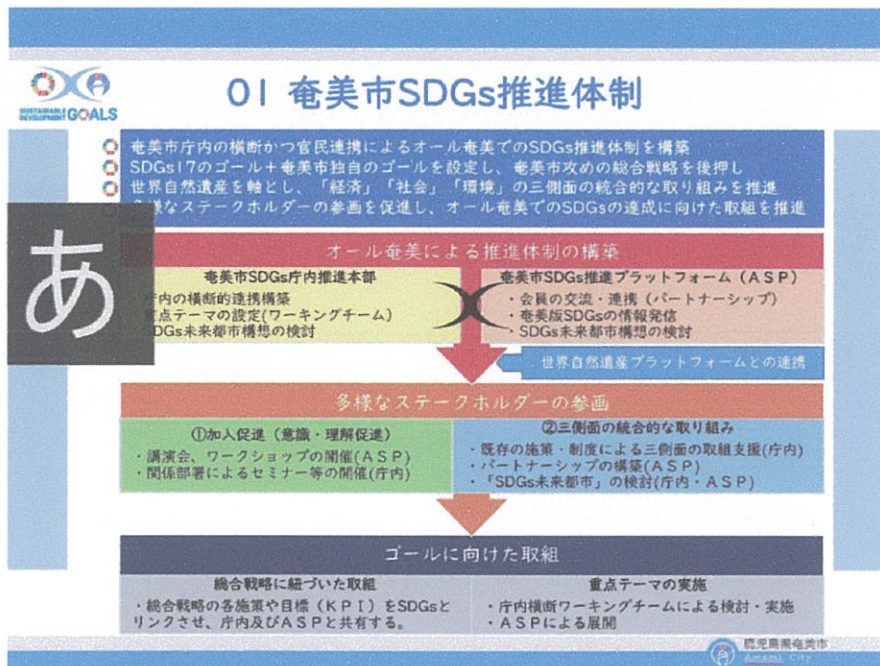 SUSTAINABLE
DEVELOPMENT GOALS
01 奄美市SDGs推進体制
奄美市庁内の横断かつ官民連携によるオール奄美でのSDGs推進体制を構築
SDGs17のゴール＋奄美市独自のゴールを設定し、奄美市攻めの総合戦略を後押し
世界自然遺産を軸とし、「経済」「社会」「環境」の三側面の統合的な取り組みを推進
多様なステークホルダーの参画を促進し、オール奄美でのSDGsの達成に向けた取組を推進
あ
オール奄美による推進体制の構築
奄美市SDGs庁内推進本部
庁内の横断的連携構築
重点テーマの設定(ワーキングチーム)
SDGs未来都市構想の検討
奄美市SDGs推進プラットフォーム（ASP）
・会員の交流・連携（パートナーシップ）
・奄美版SDGsの情報発信
・SDGs未来都市構想の検討
世界自然遺産プラットフォームとの連携
多様なステークホルダーの参画
①加入促進（意識・理解促進）
・講演会、ワークショップの開催(ASP)
・関係部署によるセミナー等の開催(庁内)
②三側面の統合的な取り組み
・既存の施策・制度による三側面の取組支援(庁内)
・パートナーシップの構築(ASP)
・「SDGs未来都市」の検討(庁内・ASP)
ゴールに向けた取組
総合戦略に紐づいた取組
・総合戦略の各施策や目標（KPI）をSDGsと
リンクさせ、庁内及びASPと共有する。
重点テーマの実施
・庁内横断ワーキングチームによる検討・実施
・ASPによる展開
鹿児島県奄美市
Amami City